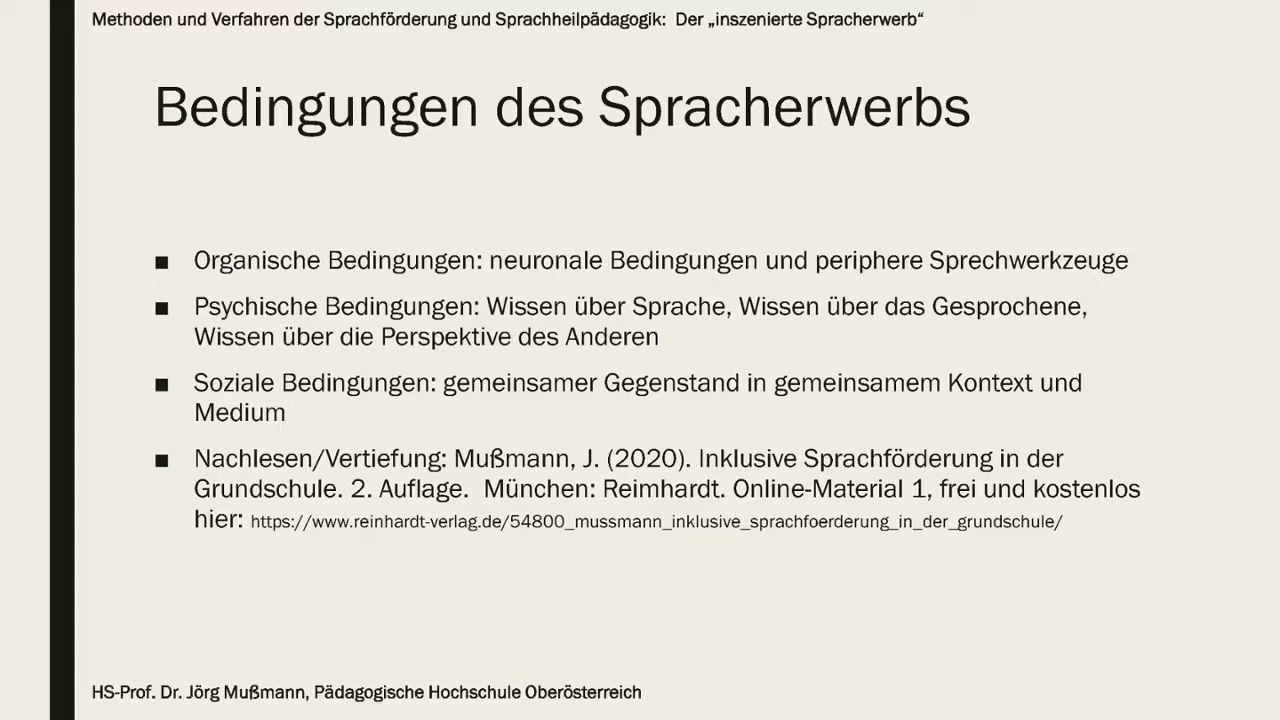 Methoden und Verfahren der Sprachförderung und Sprachheilpädagogik:  Der „inszenierte Spracherwerb“
Bedingungen des Spracherwerbs
■ Organische Bedingungen: neuronale Bedingungen und periphere Sprechwerkzeuge
■ Psychische Bedingungen: Wissen über Sprache, Wissen über das Gesprochene,
Wissen über die Perspektive des Anderen
■ Soziale Bedingungen: gemeinsamer Gegenstand in gemeinsamem Kontext und
Medium
■ Nachlesen/Vertiefung: Mußmann, J. (2020). Inklusive Sprachförderung in der
Grundschule. 2. Auflage.  München: Reimhardt. Online-Material 1, frei und kostenlos
hier: https://www.reinhardt-verlag.de/54800_mussmann_inklusive_sprachfoerderung_in_der_grundschule/
HS-Prof. Dr. Jörg Mußmann, Pädagogische Hochschule Oberösterreich